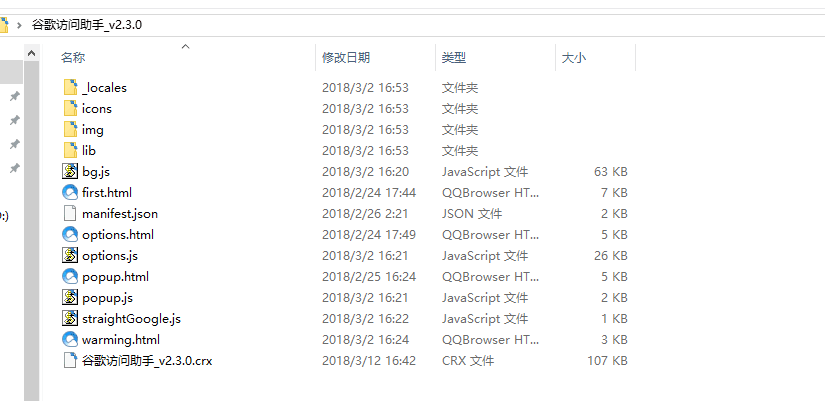 谷歌访问助手_v2.3.0
名称 修改日期 类型 大小
_locales 2018/3/2 16:53 文件夹
icons 2018/3/2 16:53 文件夹
img 2018/3/2 16:53 文件夹
lib 2018/3/2 16:53 文件夹
bg.js 2018/3/2 16:20 JavaScript 文件 63 KB
first.html 2018/2/24 17:44 QQBrowser HT... 7 KB
manifest.json 2018/2/26 2:21 JSON 文件 2 KB
:) options.html 2018/2/24 17:49 QQBrowser HT... 5 KB
options.js 2018/3/2 16:21 JavaScript 文件 26 KB
popup.html 2018/2/25 16:24 QQBrowser HT... 5 KB
popup.js 2018/3/2 16:21 JavaScript 文件 2 KB
straightGoogle.js 2018/3/2 16:22 JavaScript 文件 1 KB
warming.html 2018/3/2 16:24 QQBrowser HT... 3 KB
谷歌访问助手_v2.3.0.crx 2018/3/12 16:42 CRX 文件 107 KB